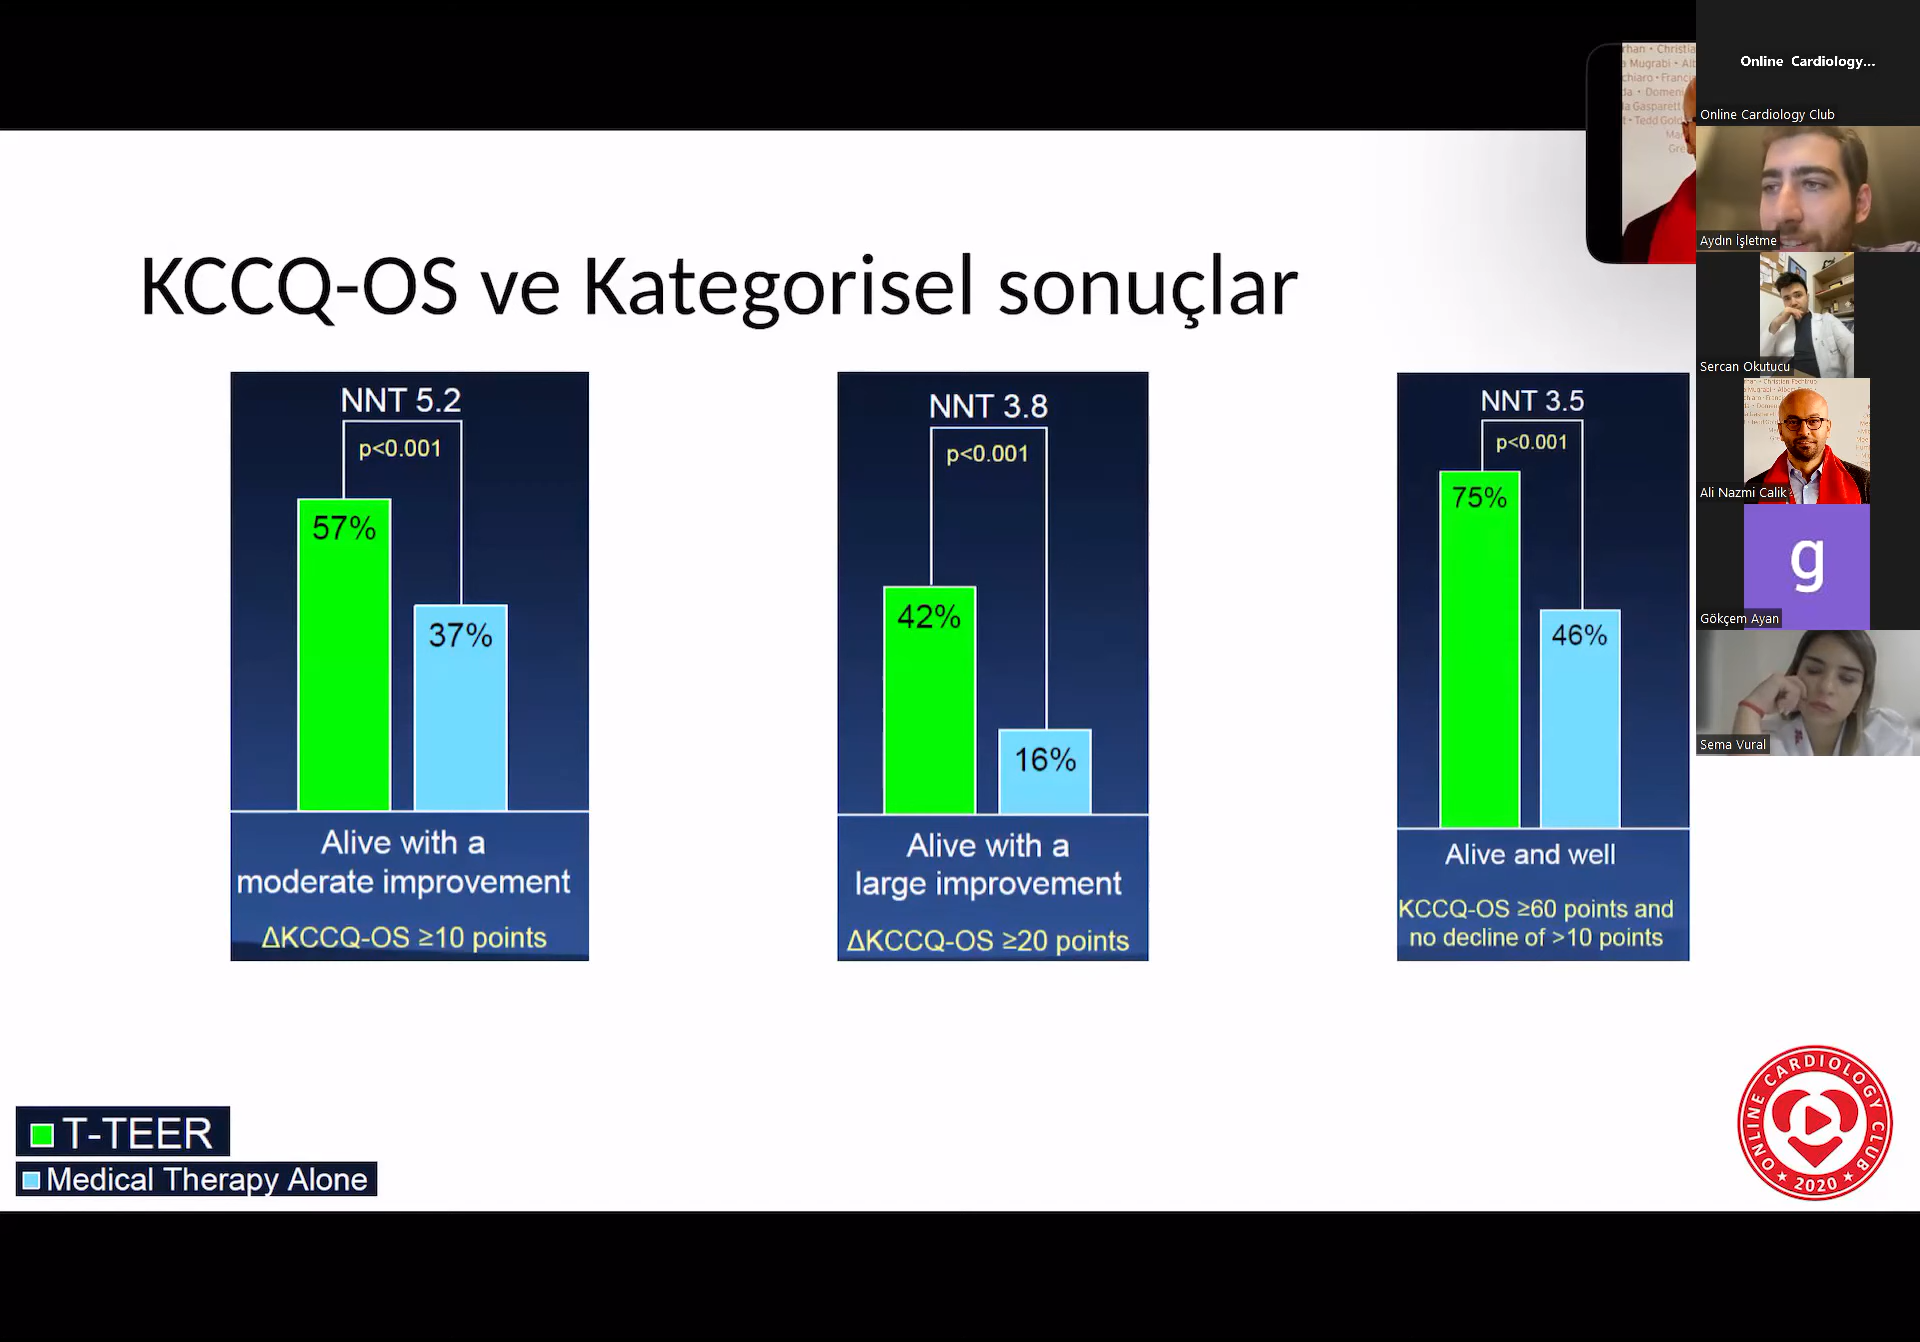 KCCQ-OS ve Kategorisel sonuçlar
NNT 5.2
p<0.001
57%
37%
Alive with a
moderate improvement
ΔKCCQ-OS ≥10 points
NNT 3.8
p<0.001
42%
16%
Alive with a
large improvement
ΔKCCQ-OS ≥20 points
NNT 3.5
p<0.001
75%
46%
Alive and well
KCCQ-OS ≥60 points and
no decline of >10 points
T-TEER
Medical Therapy Alone
ONLINE CARDIOLOGY CLUB
2020
Online Cardiology...
Online Cardiology Club
Aydın İşletme
Sercan Okutucu
Ali Nazmi Calik
g
Gökçem Ayan
Sema Vural